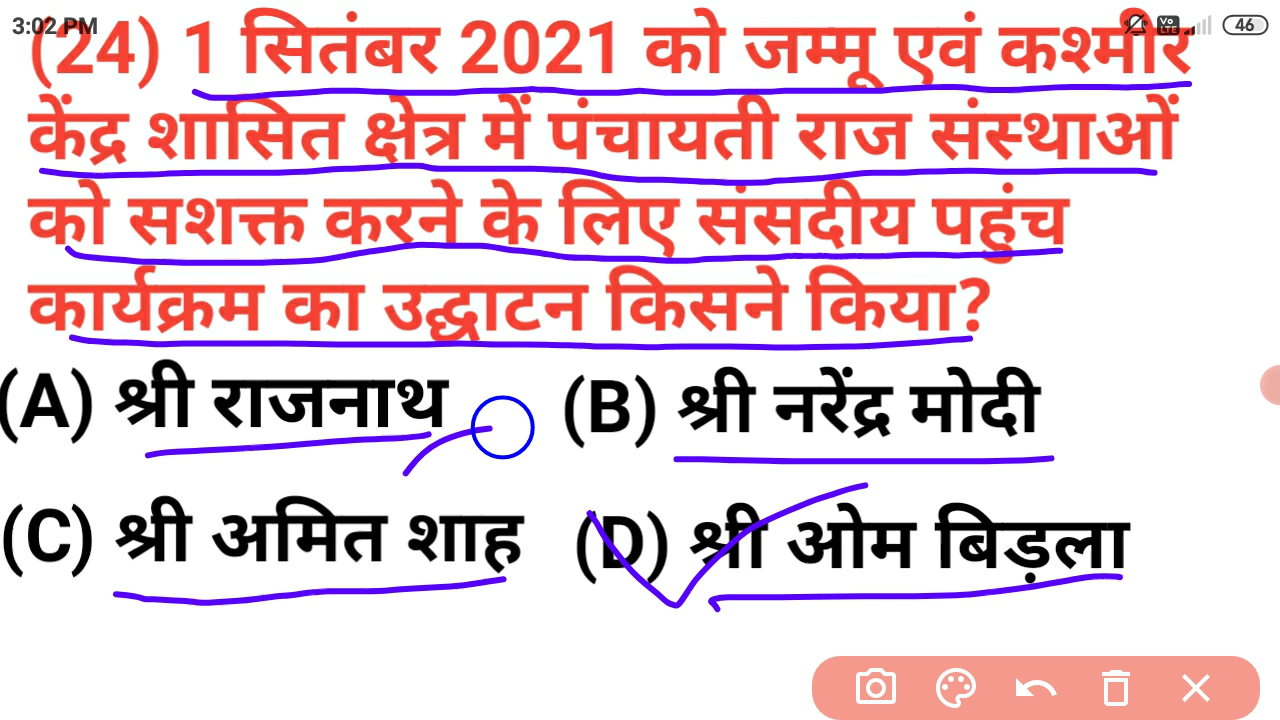 3:02 PM
46
(24) 1 सितंबर 2021 को जम्मू एवं कश्मीर
केंद्र शासित क्षेत्र में पंचायती राज संस्थाओं
को सशक्त करने के लिए संसदीय पहुंच
कार्यक्रम का उद्घाटन किसने किया?
(A) श्री राजनाथ (B) श्री नरेंद्र मोदी
(C) श्री अमित शाह (D) श्री ओम बिड़ला